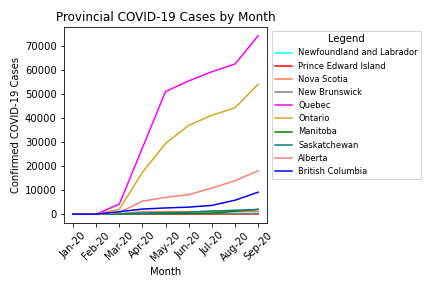 Provincial COVID-19 Cases by Month
Confirmed COVID-19 Cases
70000
60000
50000
40000
30000
20000
10000
0
Jan-20
Feb-20
Mar-20
Apr-20
May-20
Jun-20
Jul-20
Aug-20
Sep-20
Month
Legend
Newfoundland and Labrador
Prince Edward Island
Nova Scotia
New Brunswick
Quebec
Ontario
Manitoba
Saskatchewan
Alberta
British Columbia